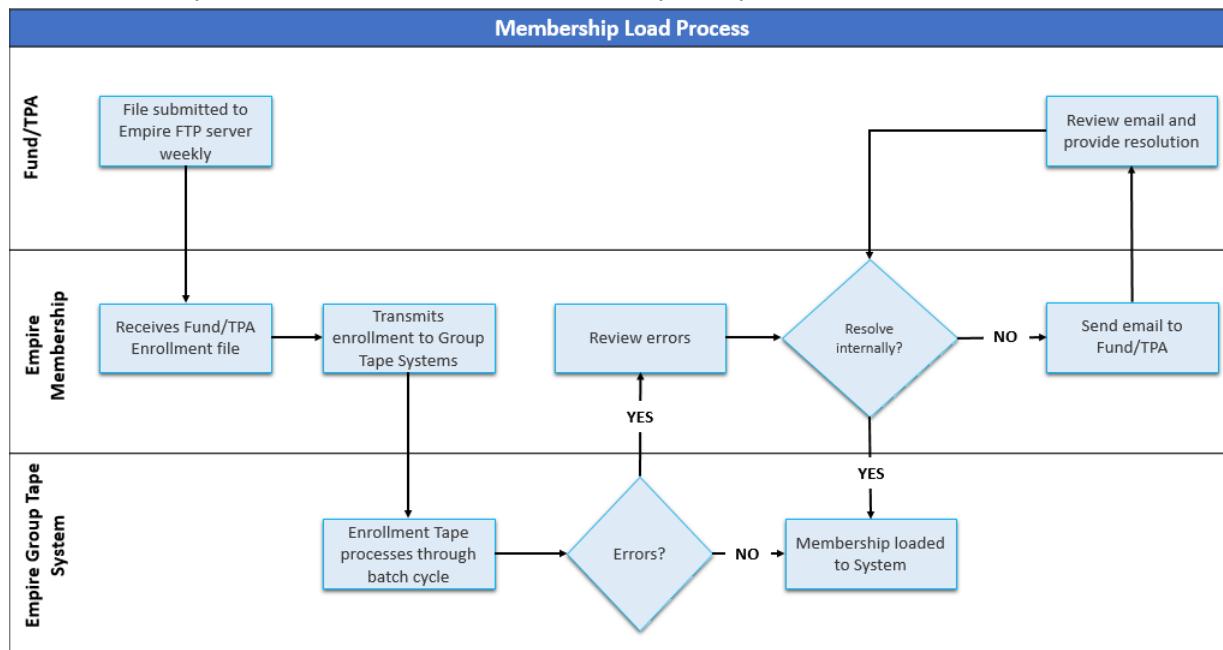 Membership Load Process
Fund/TPA
File submitted to
Empire FTP server
weekly
Review email and
provide resolution
Empire
Membership
Receives Fund/TPA
Enrollment file
Transmits
enrollment to Group
Tape Systems
Review errors
Resolve
internally?
NO
Send email to
Fund/TPA
YES
YES
Empire Group Tape
System
Enrollment Tape
processes through
batch cycle
Errors?
NO
Membership loaded
to System